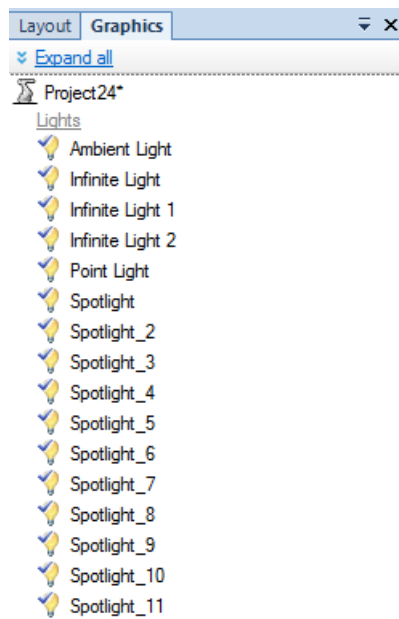 Layout Graphics
Expand all
Project24*
Lights
Ambient Light
Infinite Light
Infinite Light 1
Infinite Light 2
Point Light
Spotlight
Spotlight_2
Spotlight_3
Spotlight_4
Spotlight_5
Spotlight_6
Spotlight_7
Spotlight_8
Spotlight_9
Spotlight_10
Spotlight_11